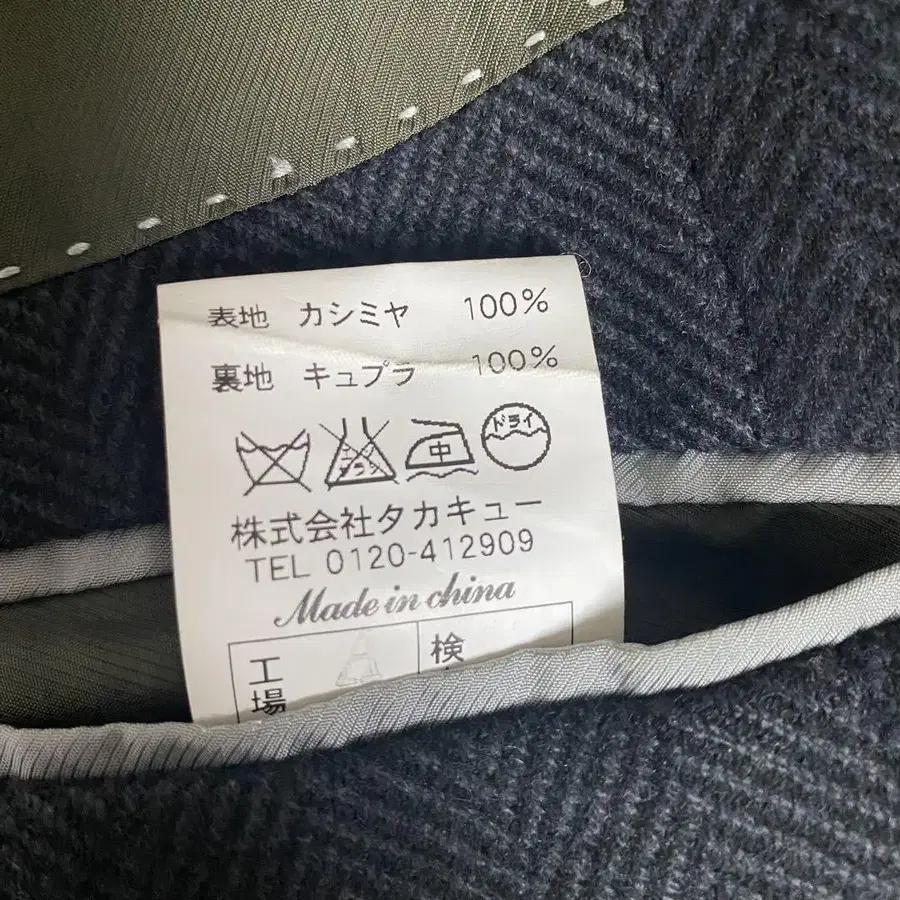 表地 カシミヤ 100%
裏地 キュプラ 100%
中 ドライ
株式会社タカキュー
TEL 0120-412909
Made in china
工場 検